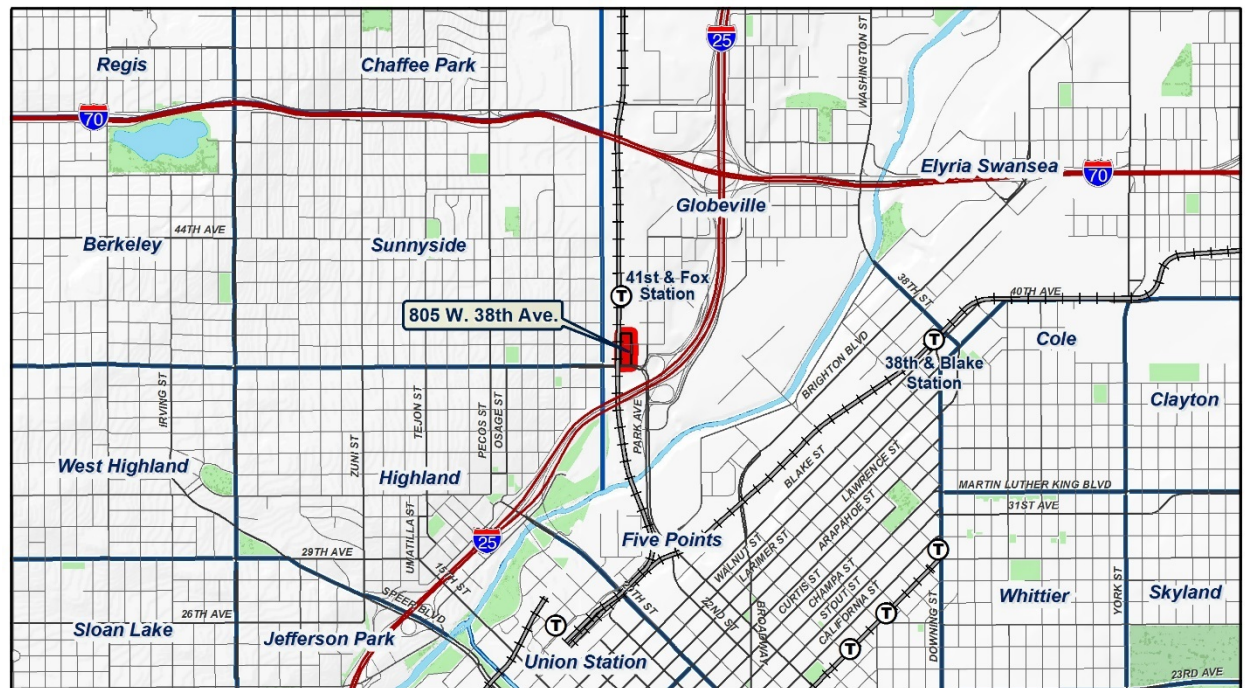 Regis
Chaffee Park
25
WASHINGTON ST
70
Elyria Swansea
70
Globeville
44TH AVE
Berkeley
Sunnyside
41st & Fox
Station
T
38TH ST
40TH AVE
805 W. 38th Ave.
T
Cole
38th & Blake
Station
BRIGHTON BLVD
IRVING ST
ZUNI ST
TEJON ST
PECOS ST
OSAGE ST
PARK AVE
Clayton
West Highland
Highland
BLAKE ST
LAWRENCE ST
ARAPAHOE ST
MARTIN LUTHER KING BLVD
31ST AVE
UMATILLA ST
25
Five Points
WALNUT ST
LARIMER ST
29TH AVE
15TH ST
T
CURTIS ST
CHAMPA ST
STOUT ST
CALIFORNIA ST
Whittier
YORK ST
Skyland
26TH AVE
SPEER BLVD
22ND ST
BROADWAY
DOWNING ST
T
T
T
Sloan Lake
Jefferson Park
Union Station
23RD AVE